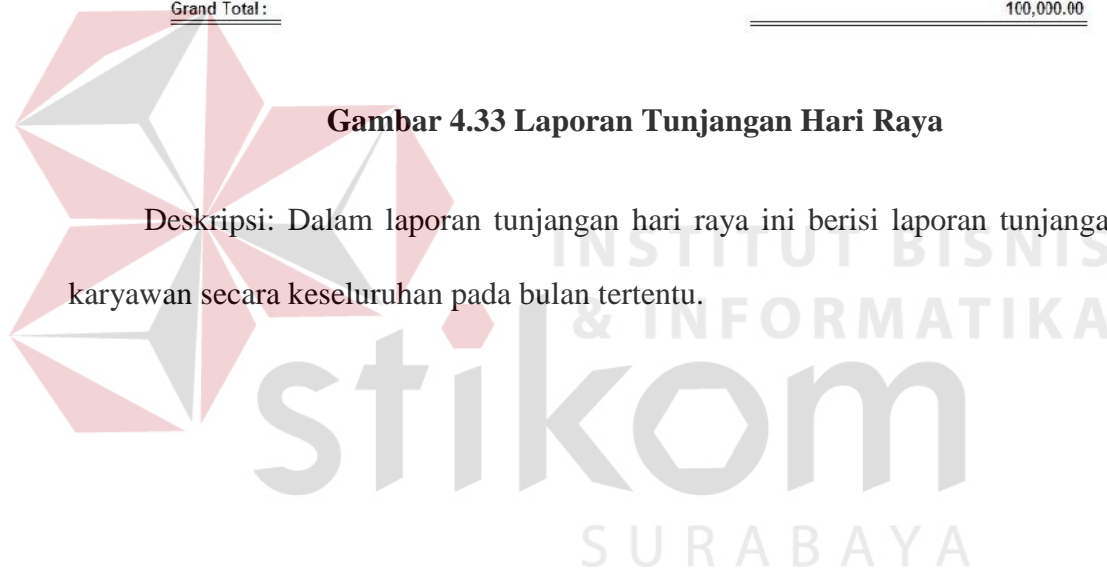 Grand Total: 100,000.00
Gambar 4.33 Laporan Tunjangan Hari Raya
Deskripsi: Dalam laporan tunjangan hari raya ini berisi laporan tunjanga
karyawan secara keseluruhan pada bulan tertentu.
INSTITUT BISNIS
& INFORMATIKA
stikom
SURABAYA